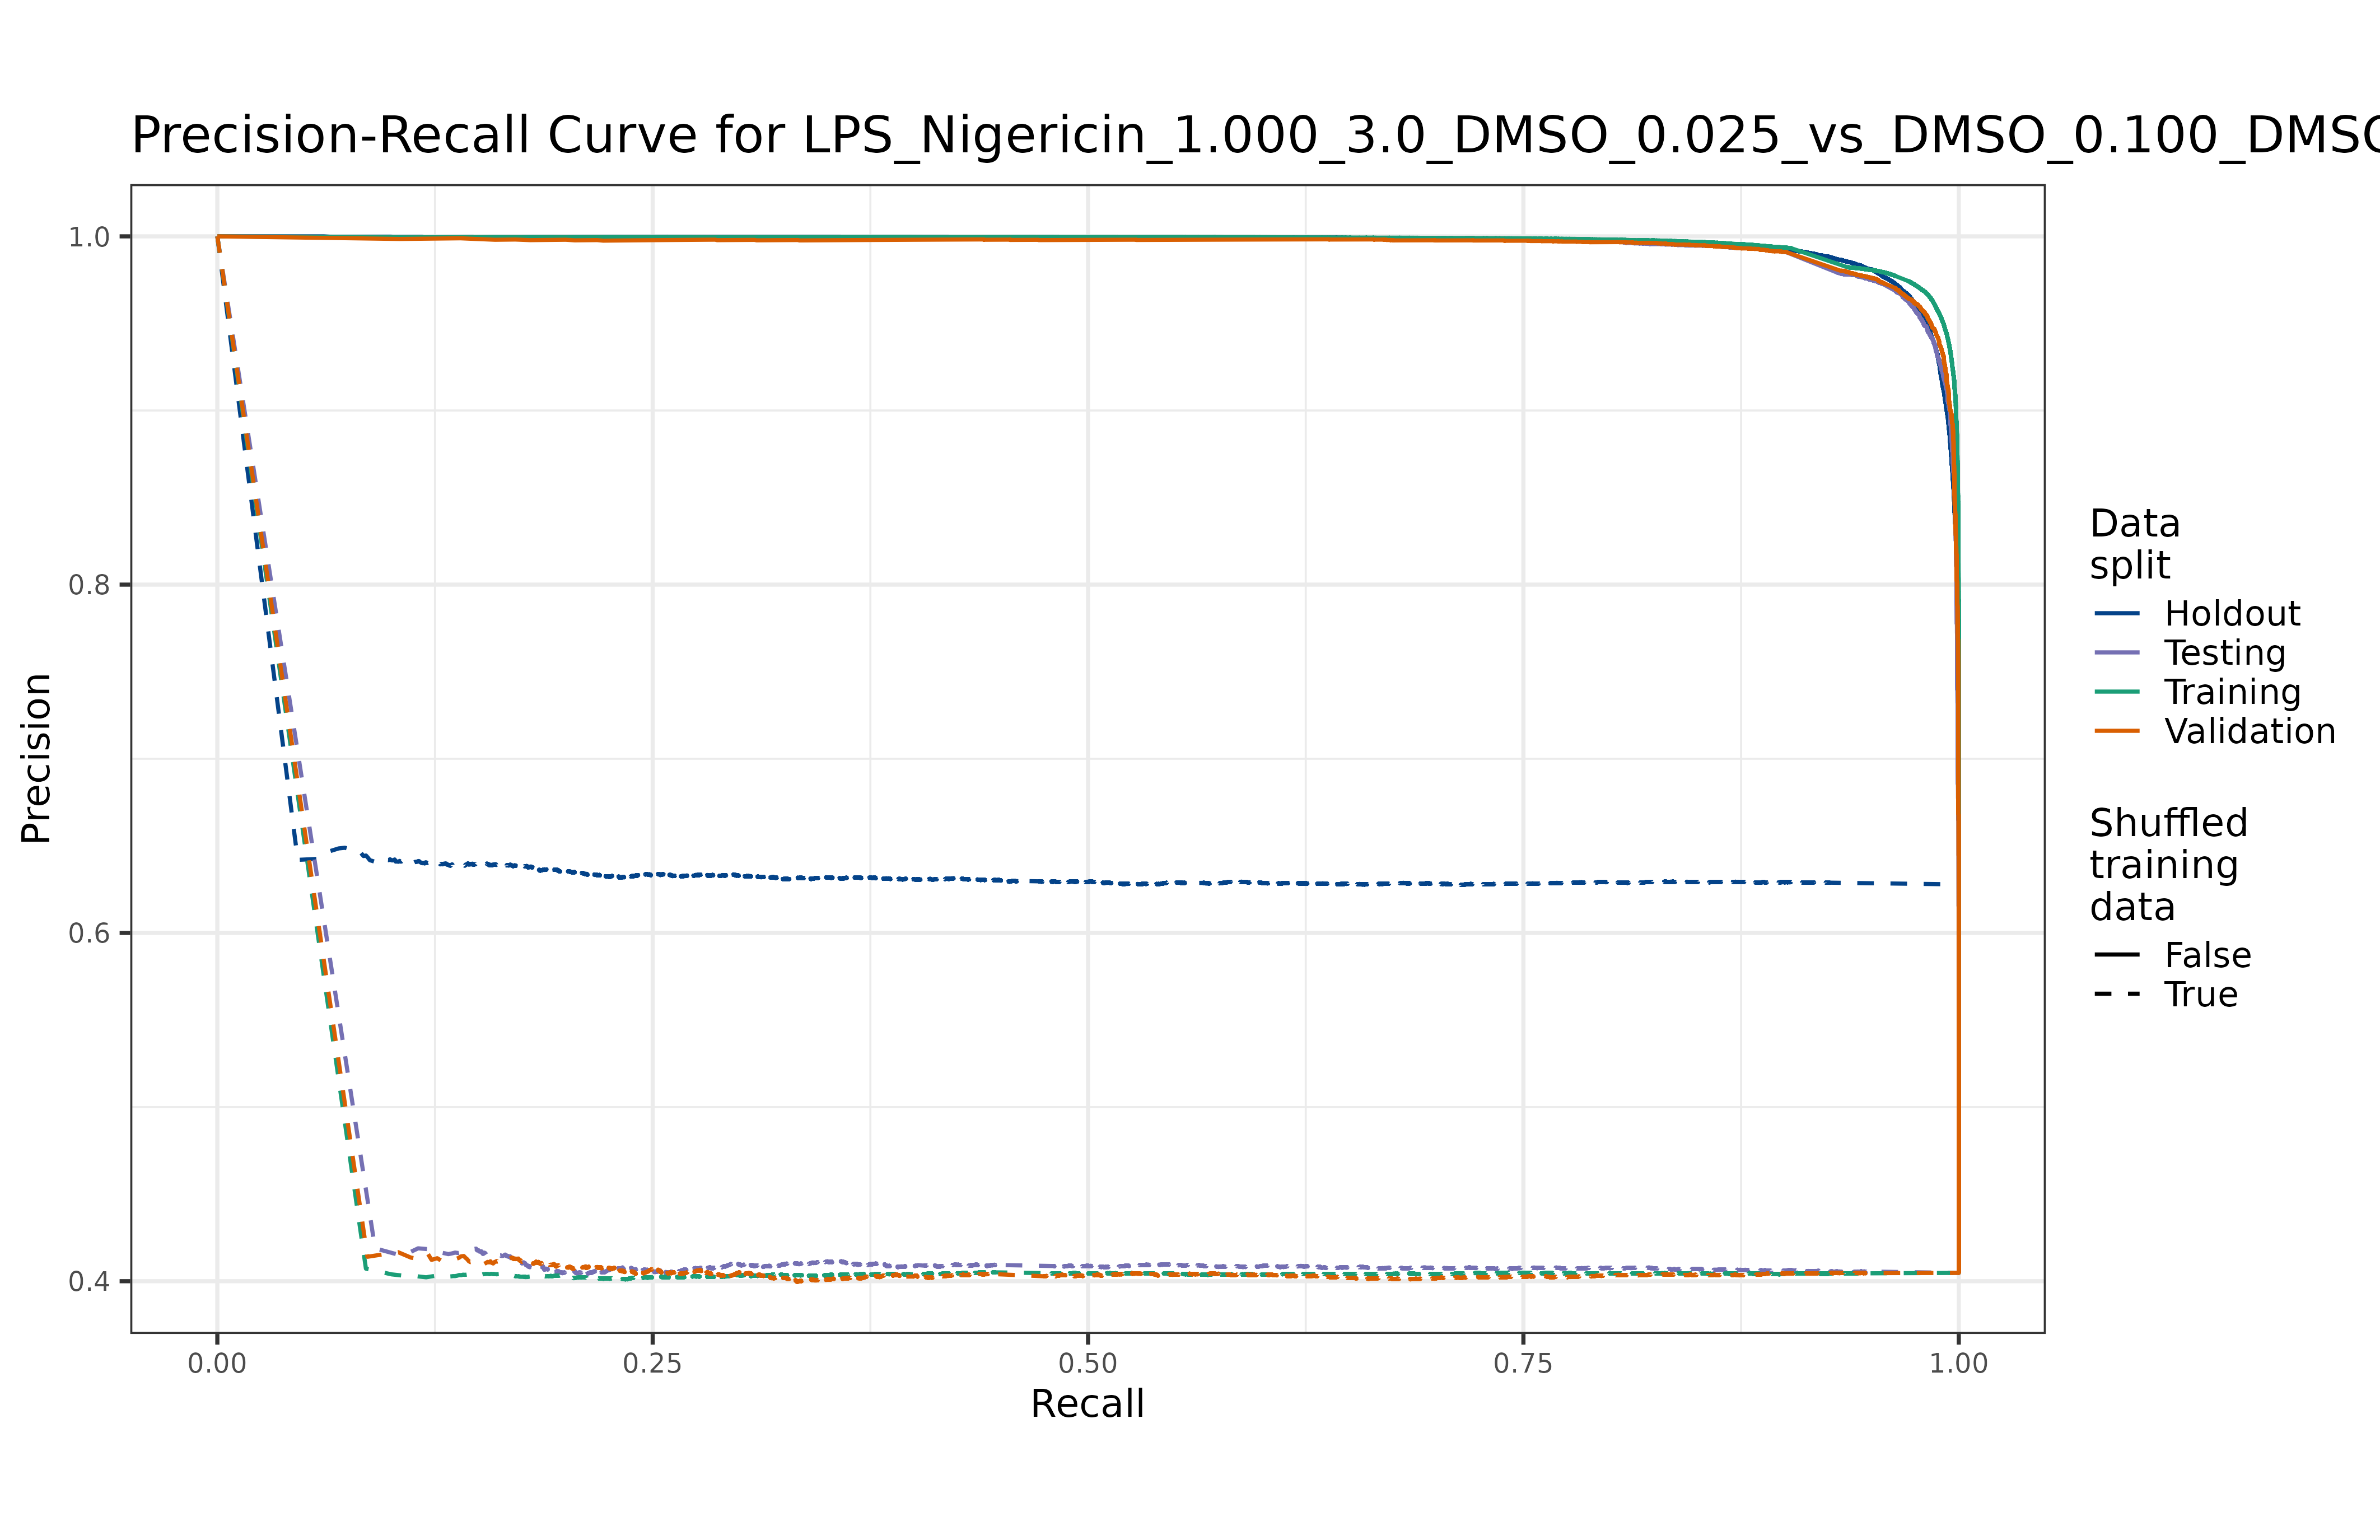 Precision-Recall Curve for LPS_Nigericin_1.000_3.0_DMSO_0.025_vs_DMSO_0.100_DMSO
1.0
0.8
0.6
0.4
Precision
0.00 0.25 0.50 0.75 1.00
Recall
Data
split
Holdout
Testing
Training
Validation
Shuffled
training
data
False
True